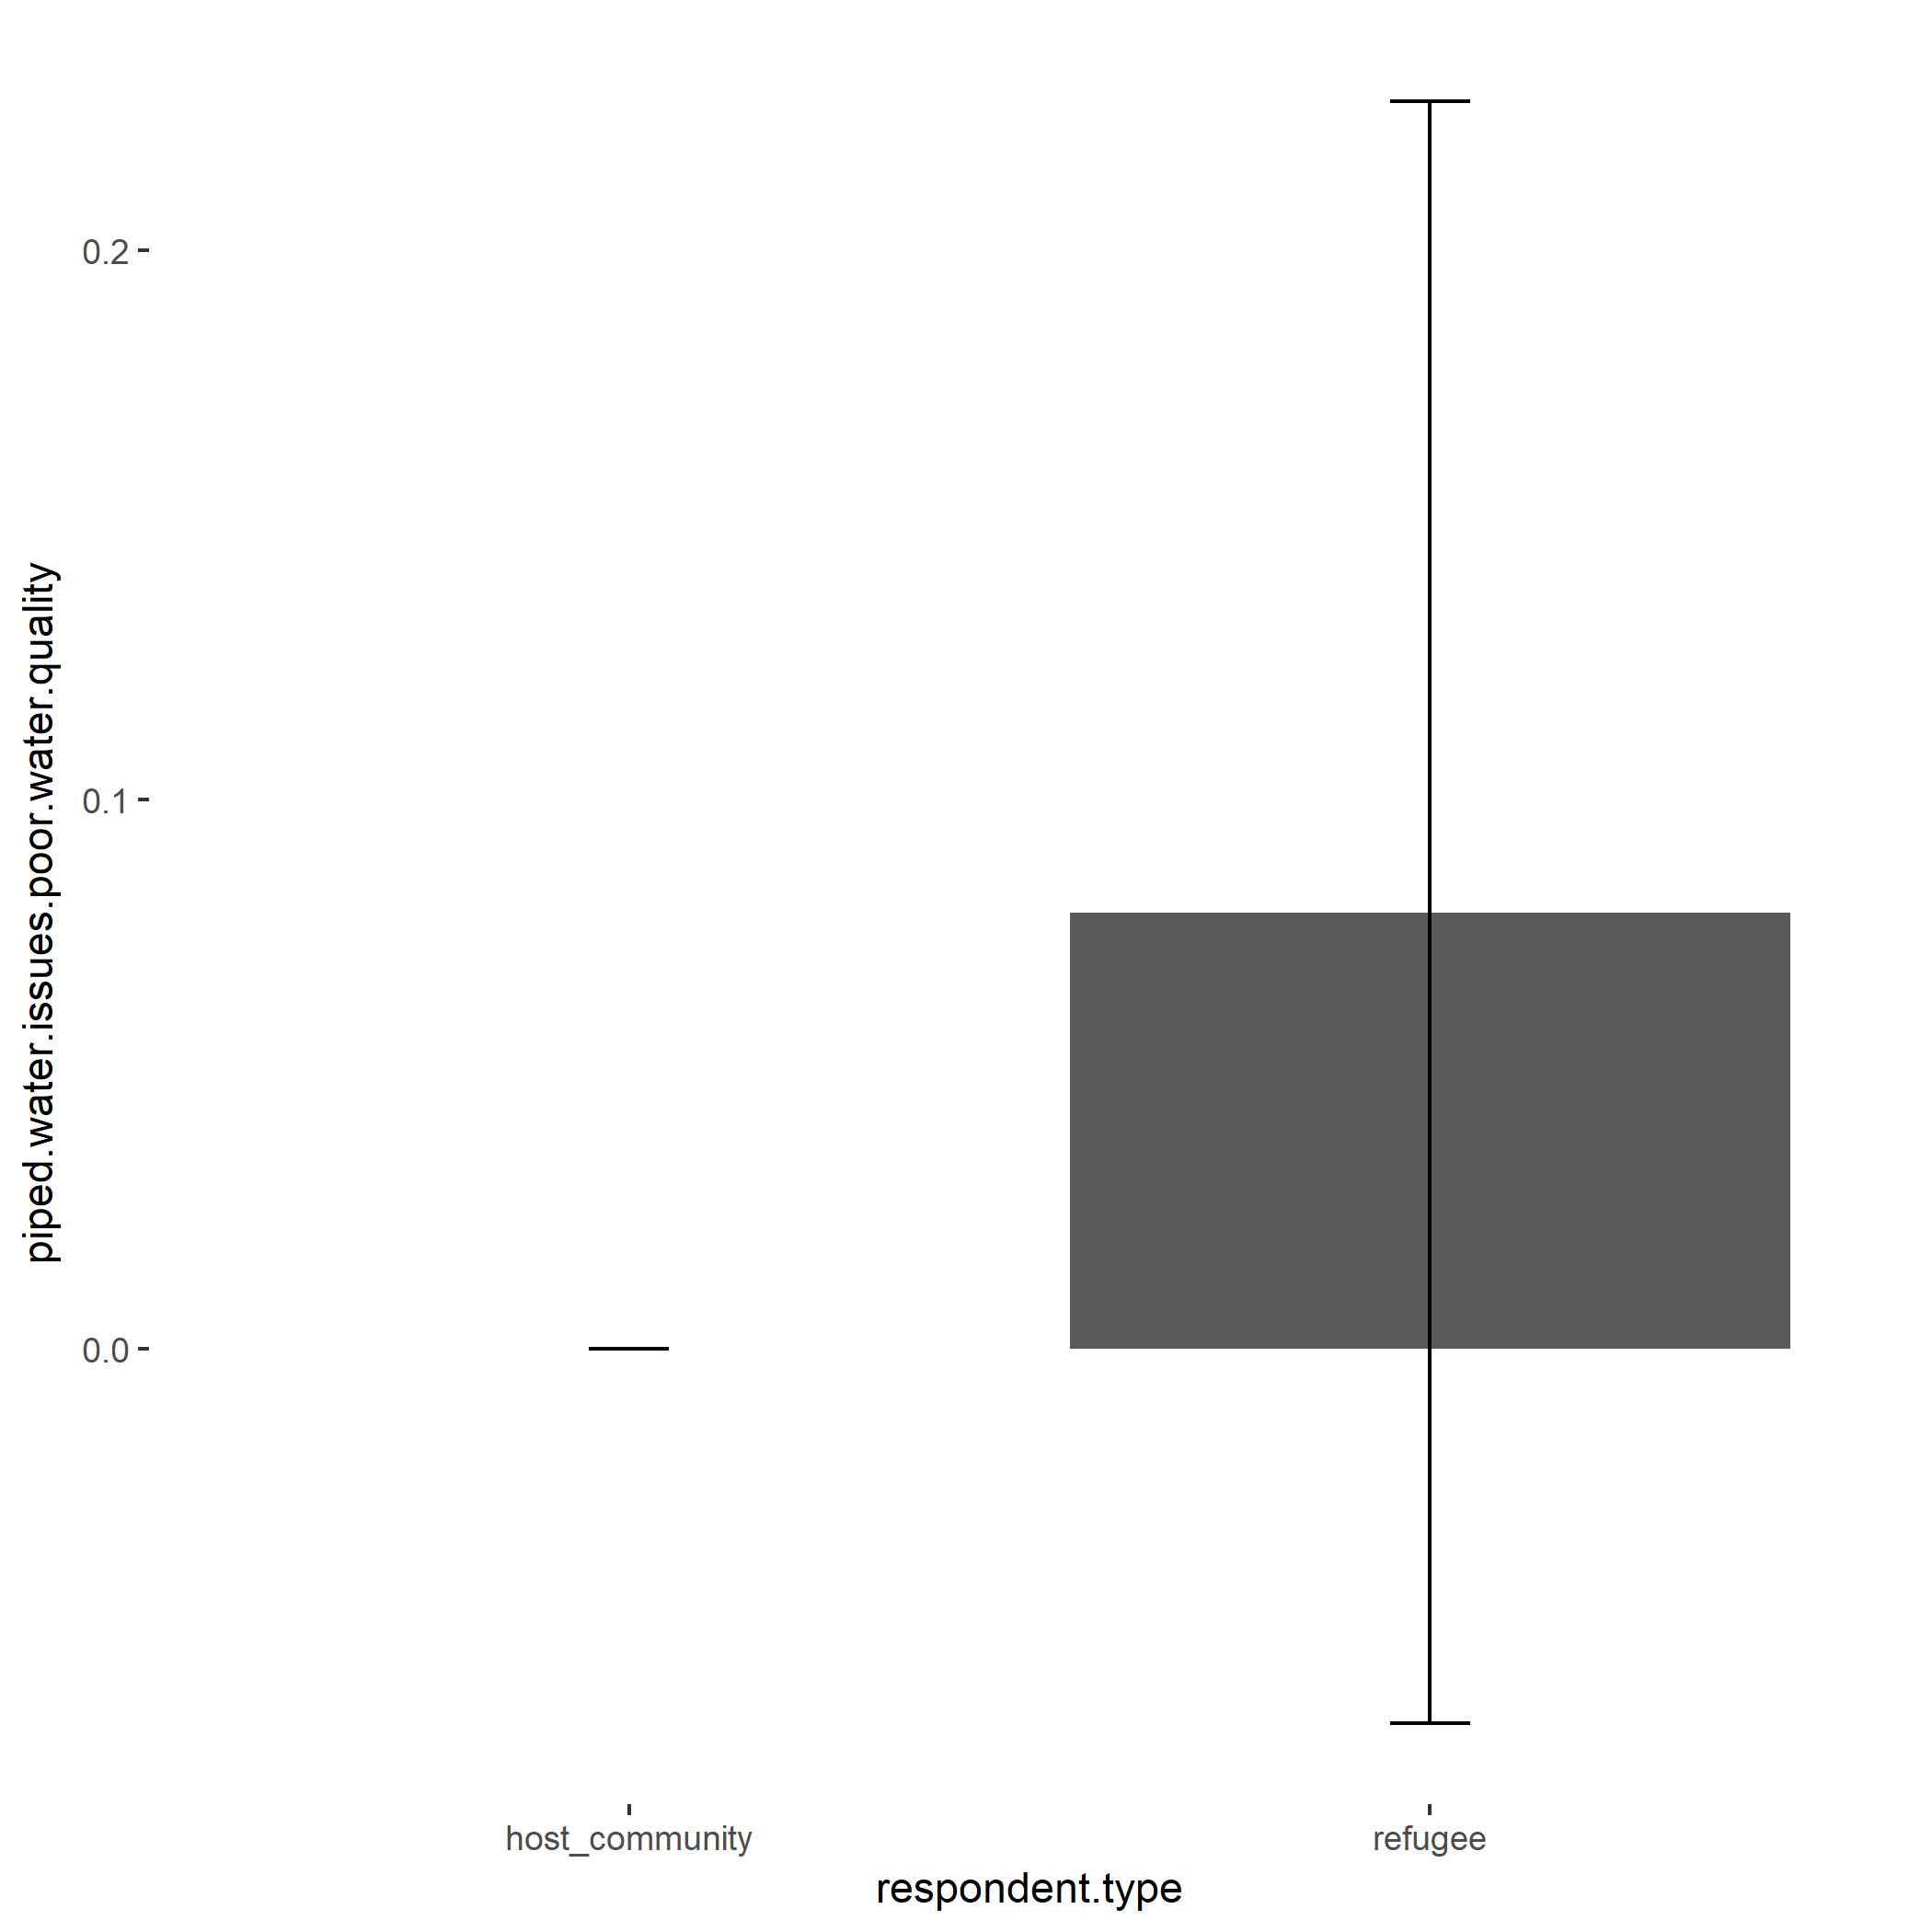 piped.water.issues.poor.water.quality
0.2
0.1
0.0
host_community
refugee
respondent.type